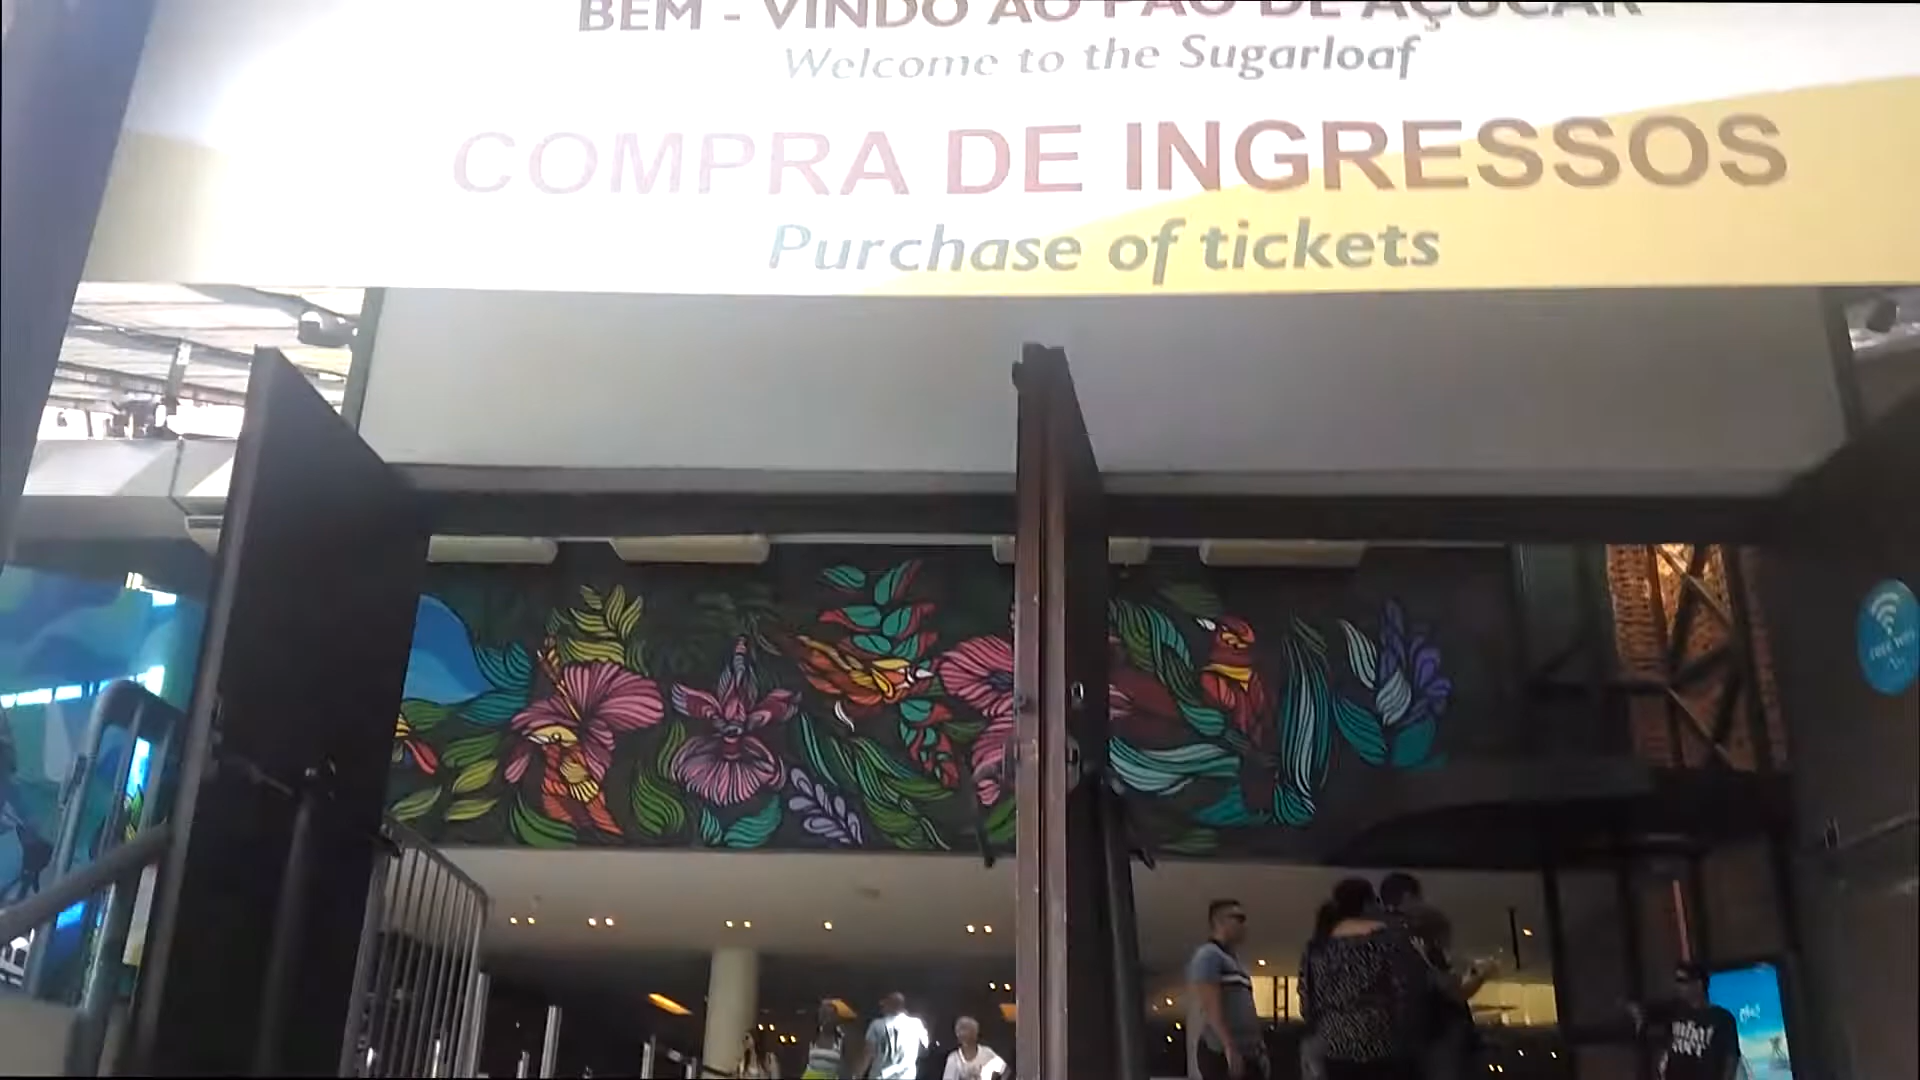 BEM - VINDO AO PÃO DE AÇÚCAR
Welcome to the Sugarloaf
COMPRA DE INGRESSOS
Purchase of tickets